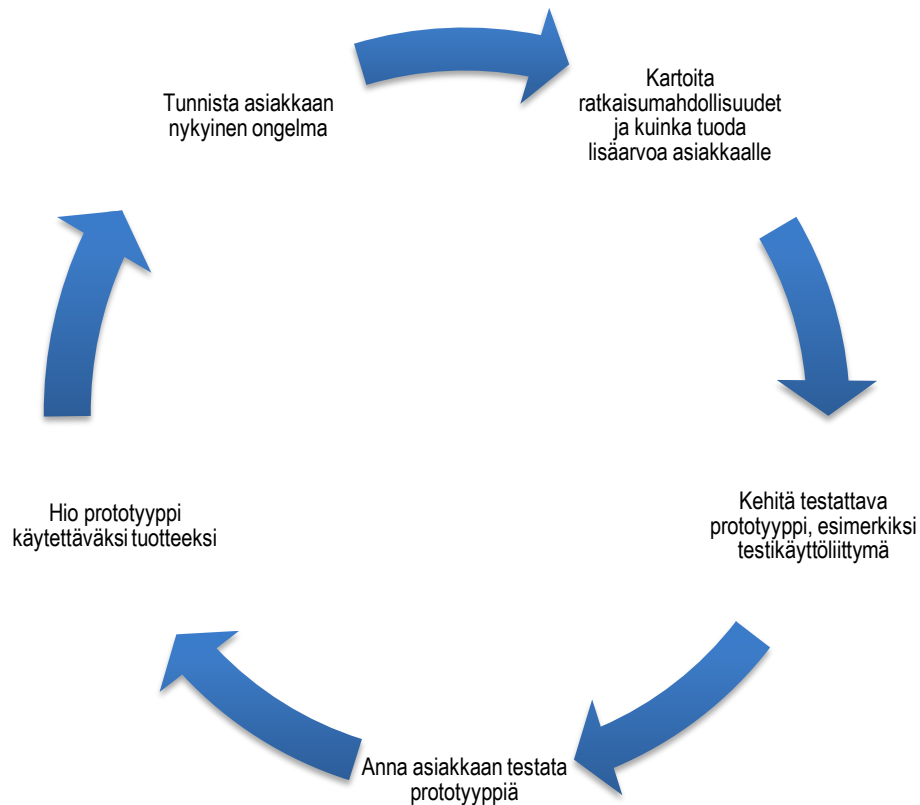 Tunnista asiakkaan
nykyinen ongelma
Kartoita
ratkaisumahdollisuudet
ja kuinka tuoda
lisäarvoa asiakkaalle
Kehitä testattava
prototyyppi, esimerkiksi
testikäyttöliittymä
Anna asiakkaan testata
prototyyppiä
Hio prototyyppi
käytettäväksi tuotteeksi